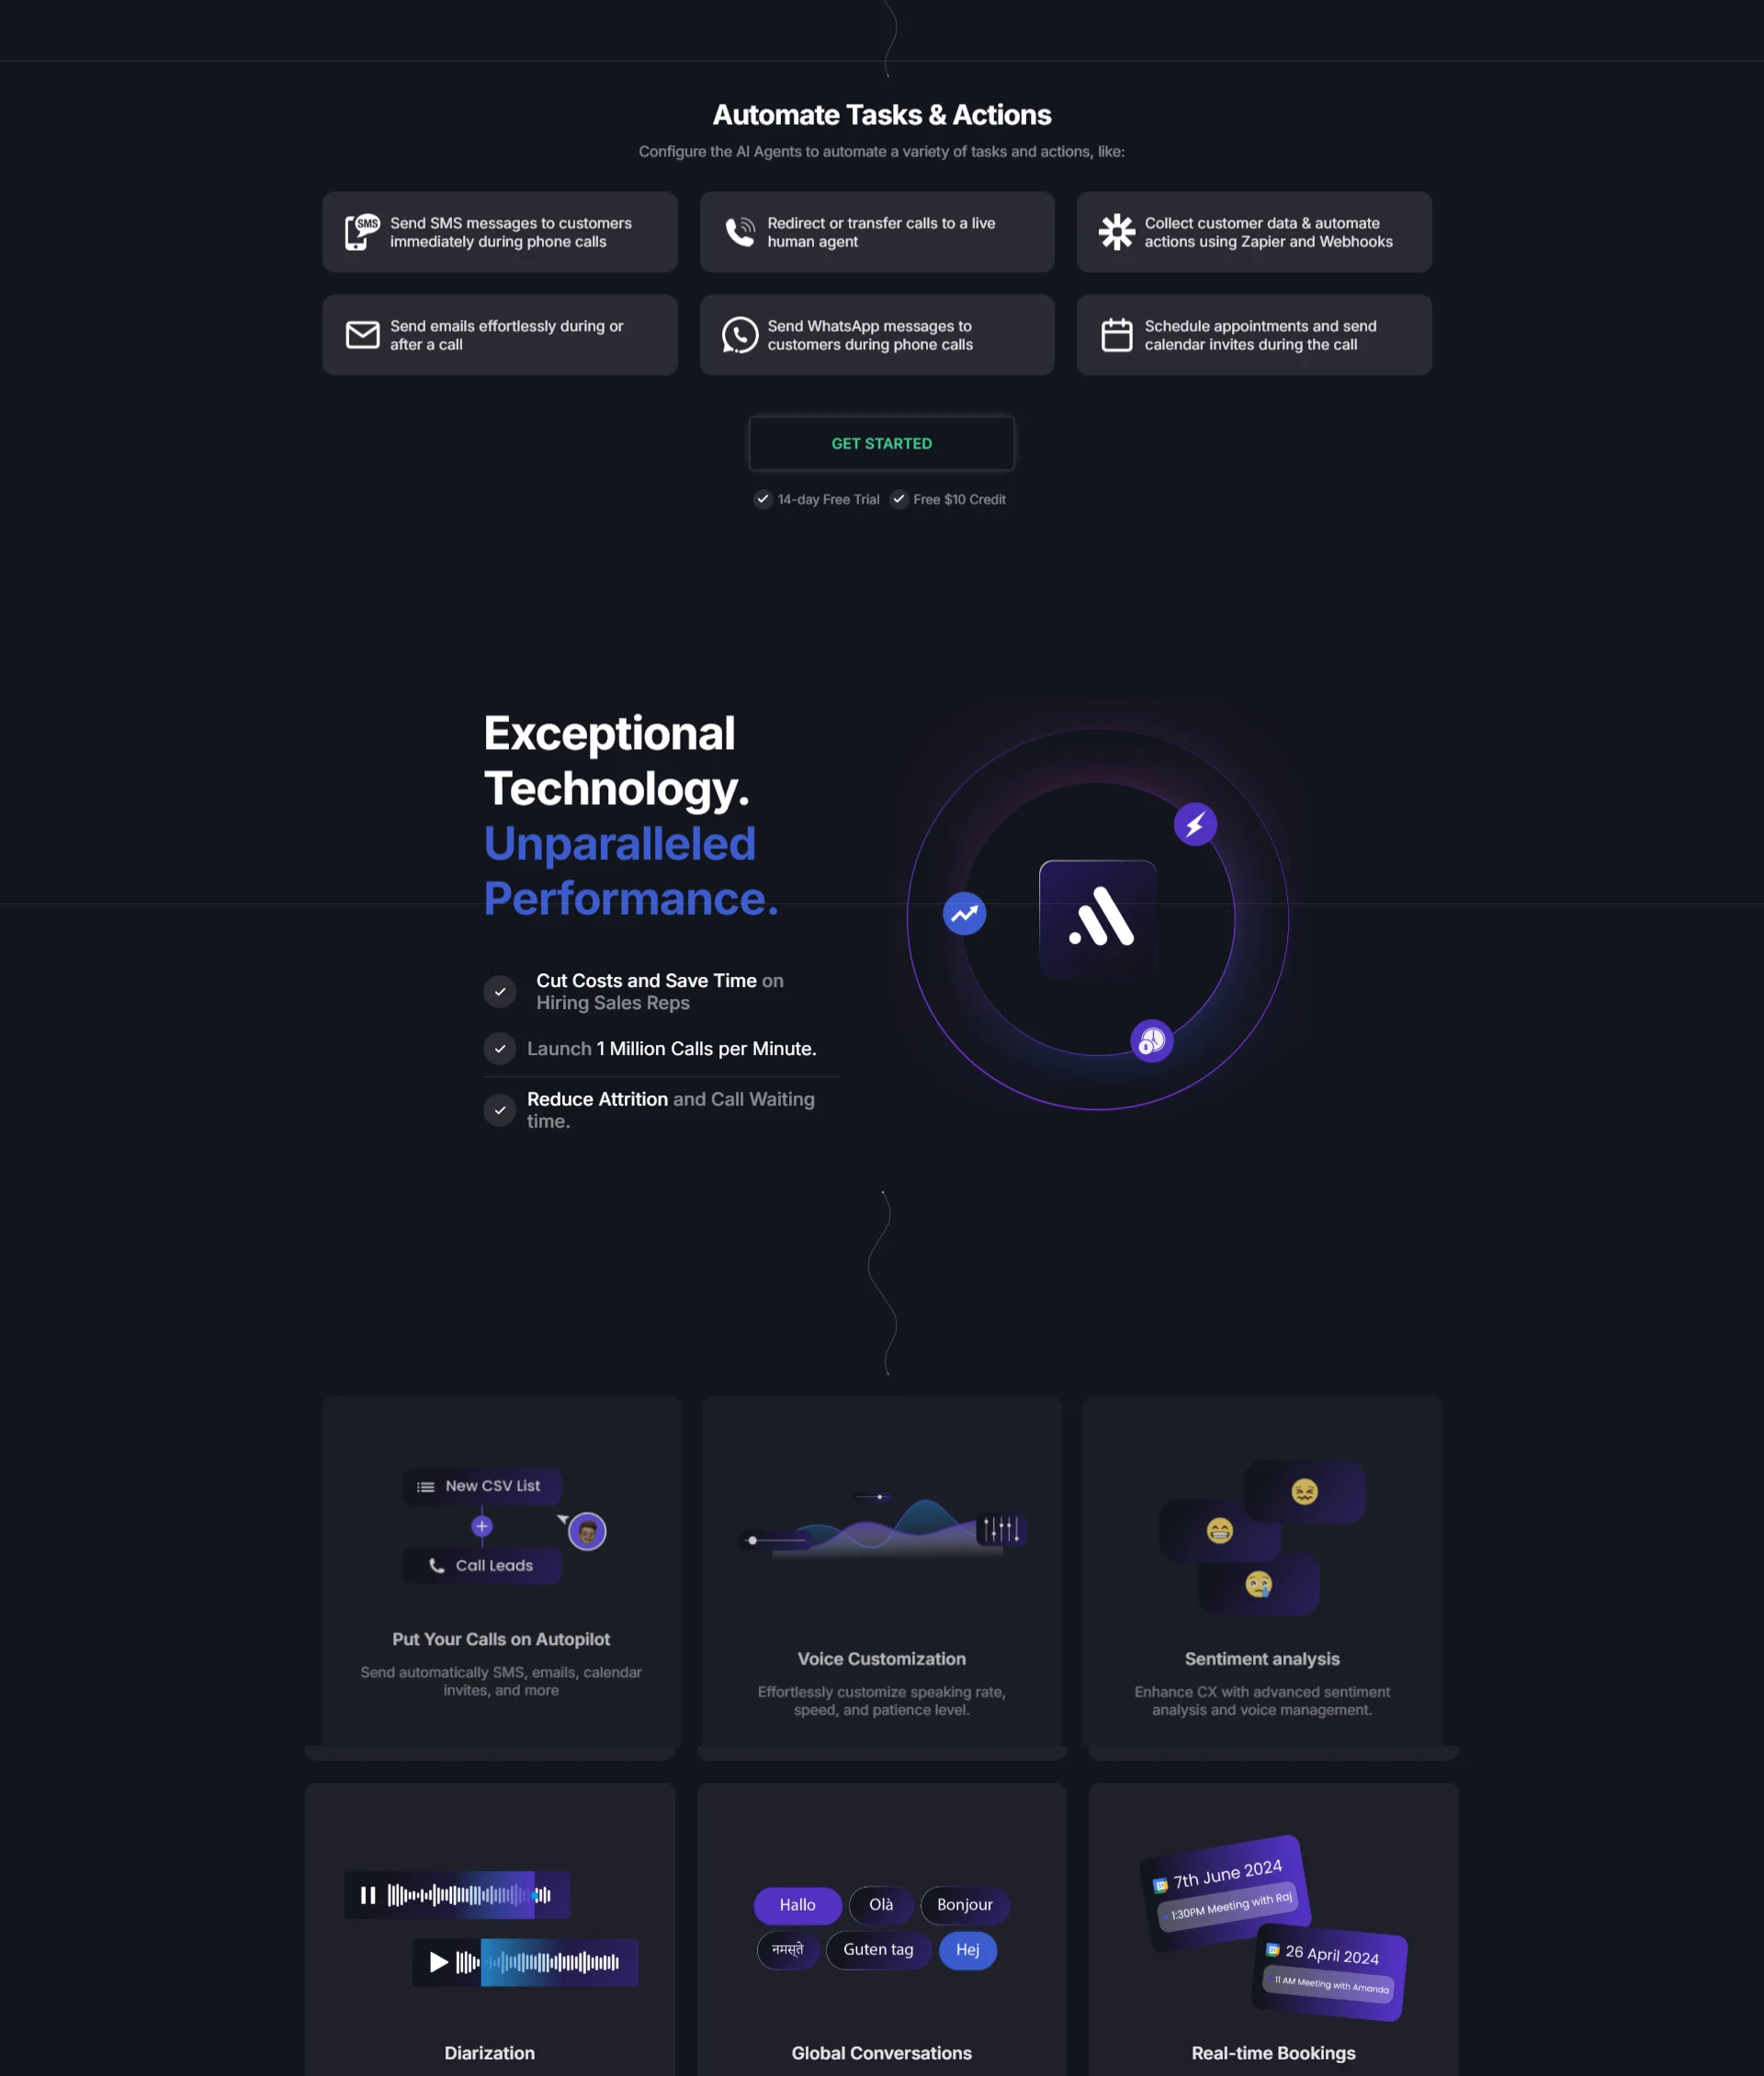 Automate Tasks & Actions
Configure the AI Agents to automate a variety of tasks and actions, like:
SMS
Send SMS messages to customers
immediately during phone calls
Redirect or transfer calls to a live
human agent
Collect customer data & automate
actions using Zapier and Webhooks
Send emails effortlessly during or
after a call
Send WhatsApp messages to
customers during phone calls
Schedule appointments and send
calendar invites during the call
GET STARTED
14-day Free Trial
Free $10 Credit
Exceptional
Technology.
Unparalleled
Performance.
Cut Costs and Save Time on
Hiring Sales Reps
Launch 1 Million Calls per Minute.
Reduce Attrition and Call Waiting
time.
New CSV List
Call Leads
Put Your Calls on Autopilot
Send automatically SMS, emails, calendar
invites, and more
Voice Customization
Effortlessly customize speaking rate,
speed, and patience level.
Sentiment analysis
Enhance CX with advanced sentiment
analysis and voice management.
Diarization
Hallo
Olà
Bonjour
नमस्ते
Guten tag
Hej
Global Conversations
7th June 2024
1:30PM Meeting with Raj
26 April 2024
11 AM Meeting with Amanda
Real-time Bookings